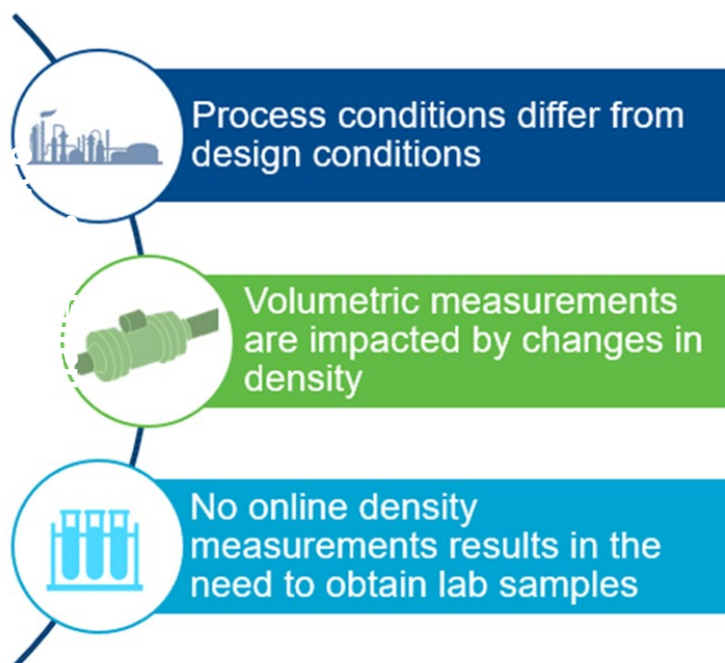 Process conditions differ from
design conditions
Volumetric measurements
are impacted by changes in
density
No online density
measurements results in the
need to obtain lab samples